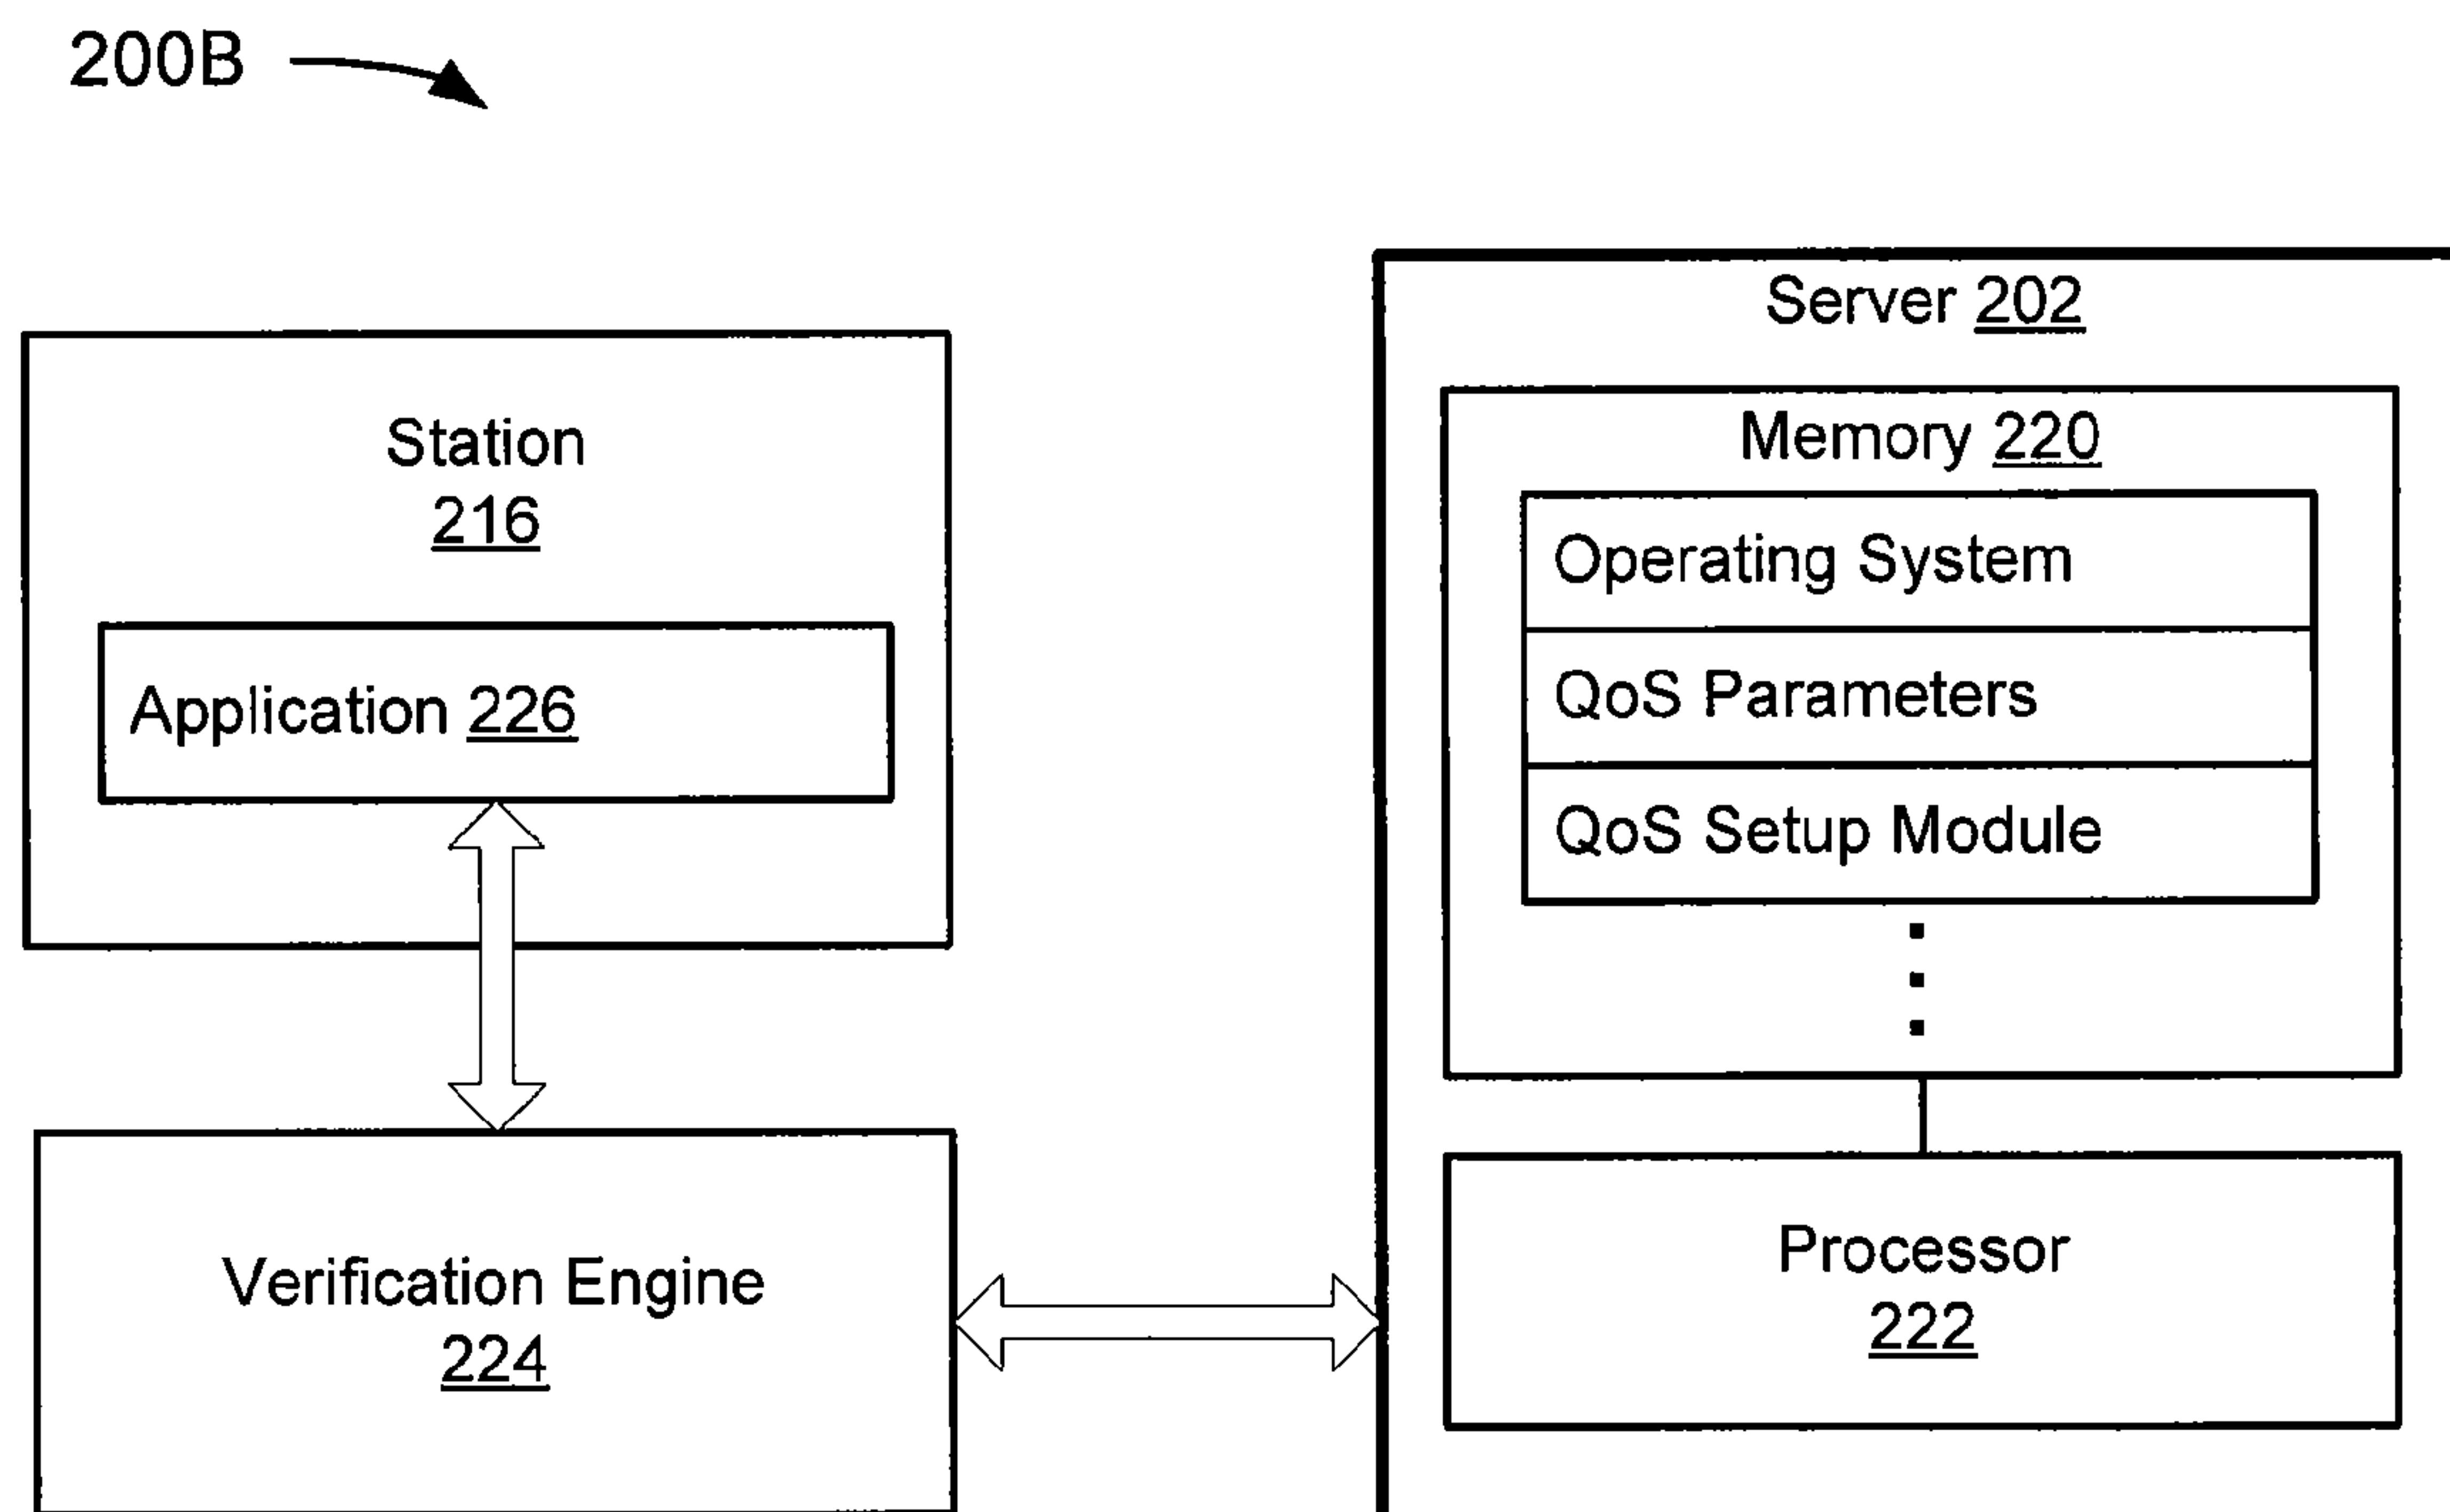 200B
Station
216
Application 226
Verification Engine
224
Server 202
Memory 220
Operating System
QoS Parameters
QoS Setup Module
Processor
222